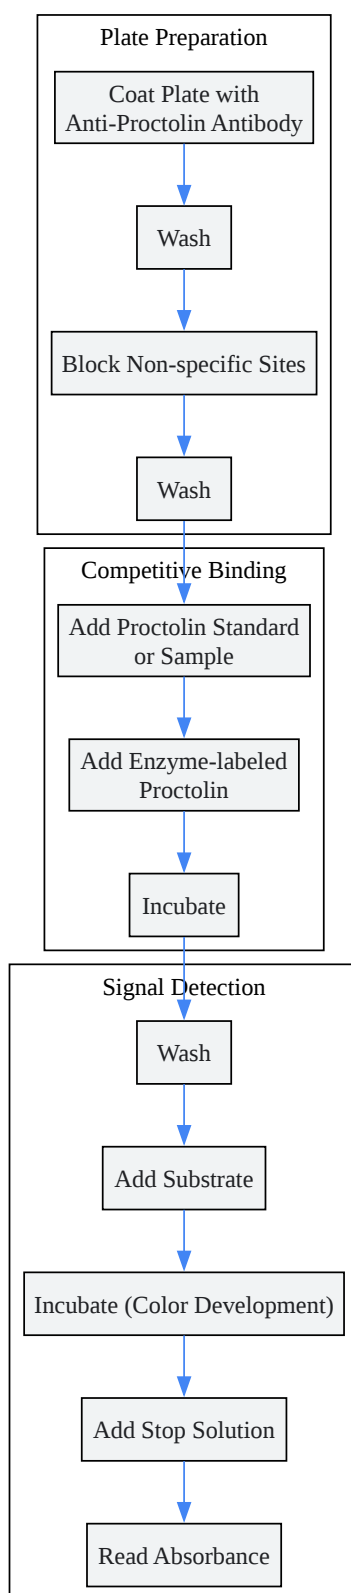 Plate Preparation
Coat Plate with
Anti-Proctolin Antibody
Wash
Block Non-specific Sites
Wash
Competitive Binding
Add Proctolin Standard
or Sample
Add Enzyme-labeled
Proctolin
Incubate
Signal Detection
Wash
Add Substrate
Incubate (Color Development)
Add Stop Solution
Read Absorbance